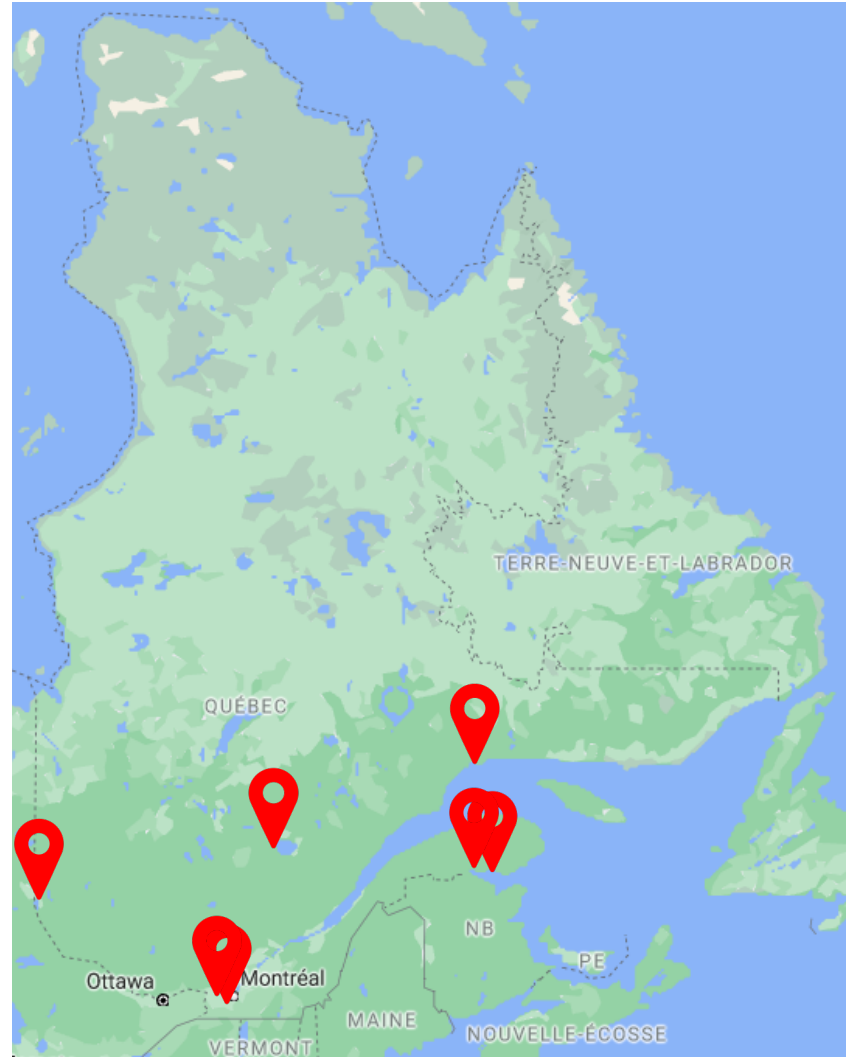 TERRE-NEUVE-ET-LABRADOR
QUÉBEC
NB
PE
Ottawa
Montréal
MAINE
NOUVELLE-ÉCOSSE
VERMONT